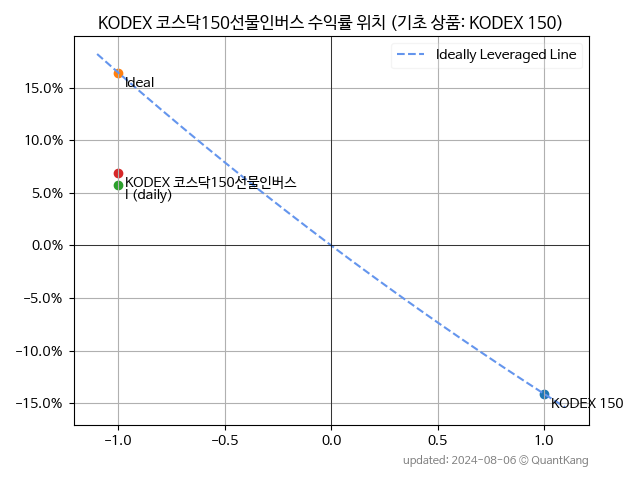 KODEX 코스닥150선물인버스 수익률 위치 (기초 상품: KODEX 150)
Ideally Leveraged Line
15.0%
Ideal
10.0%
KODEX 코스닥150선물인버스
5.0%
I (daily)
0.0%
−5.0%
−10.0%
−15.0%
KODEX 150
−1.0 −0.5 0.0 0.5 1.0
updated: 2024-08-06 © QuantKang